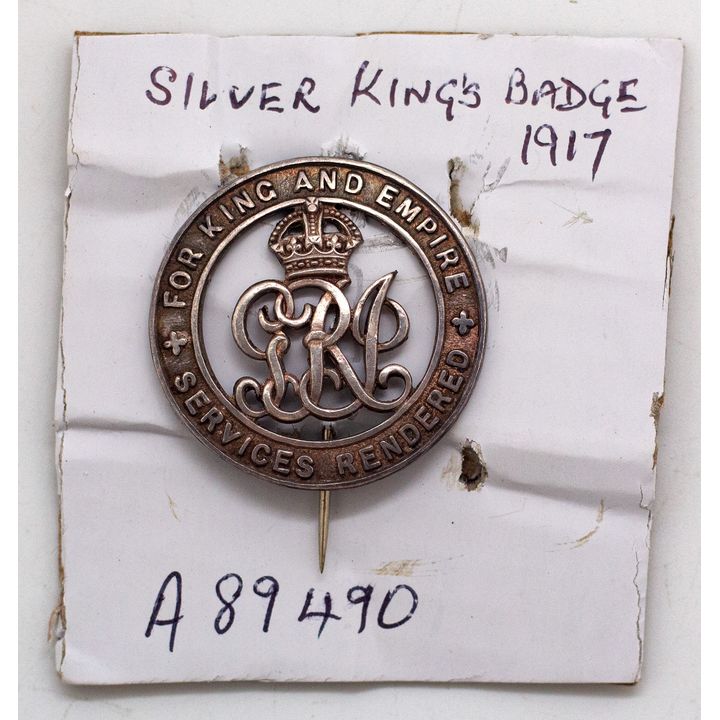 SILVER KING'S BADGE
1917
FOR KING AND EMPIRE
GRI
SERVICES RENDERED
A 89490